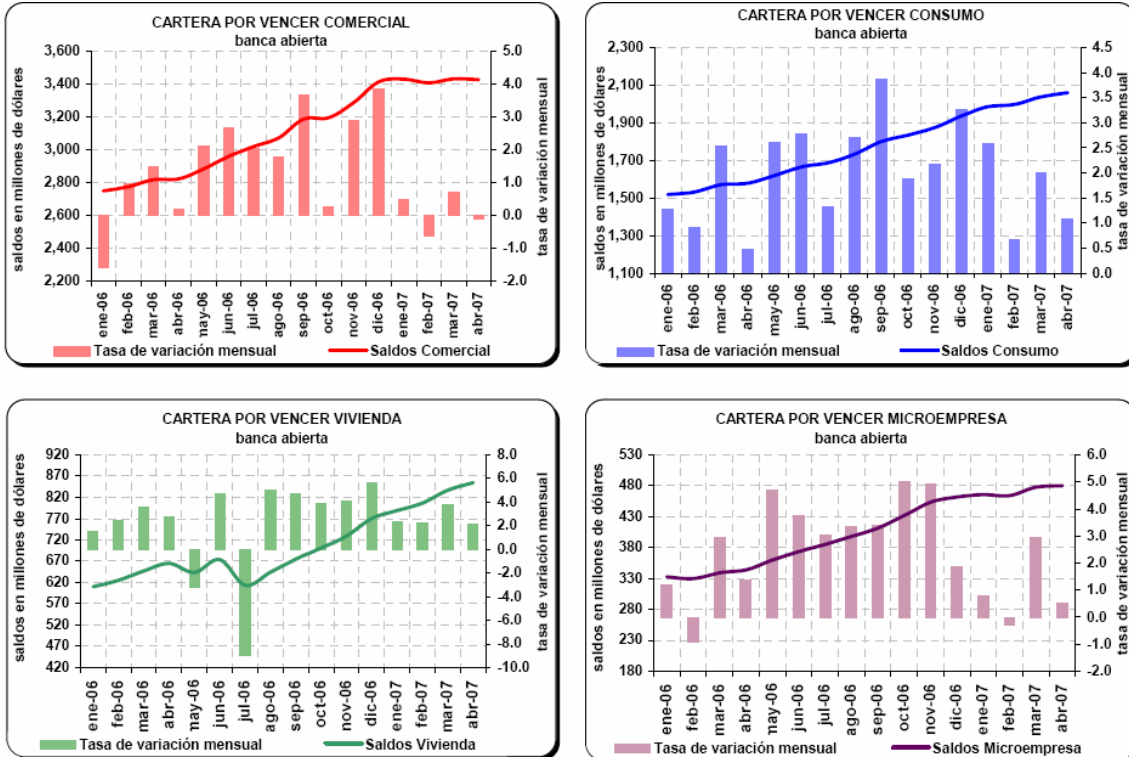 CARTERA POR VENCER COMERCIAL
banca abierta
saldos en millones de dólares
3,600
3,400
3,200
3,000
2,800
2,600
2,400
2,200
5.0
4.0
3.0
2.0
1.0
0.0
-1.0
-2.0
tasa de variación mensual
ene-06
feb-06
mar-06
abr-06
may-06
jun-06
jul-06
ago-06
sep-06
oct-06
nov-06
dic-06
ene-07
feb-07
mar-07
abr-07
Tasa de variación mensual
Saldos Comercial
CARTERA POR VENCER CONSUMO
banca abierta
saldos en millones de dólares
2,300
2,100
1,900
1,700
1,500
1,300
1,100
4.5
4.0
3.5
3.0
2.5
2.0
1.5
1.0
0.5
0.0
tasa de variación mensual
ene-06
feb-06
mar-06
abr-06
may-06
jun-06
jul-06
ago-06
sep-06
oct-06
nov-06
dic-06
ene-07
feb-07
mar-07
abr-07
Tasa de variación mensual
Saldos Consumo
CARTERA POR VENCER VIVIENDA
banca abierta
saldos en millones de dólares
920
870
820
770
720
670
620
570
520
470
420
8.0
6.0
4.0
2.0
0.0
-2.0
-4.0
-6.0
-8.0
-10.0
tasa de variación mensual
ene-06
feb-06
mar-06
abr-06
may-06
jun-06
jul-06
ago-06
sep-06
oct-06
nov-06
dic-06
ene-07
feb-07
mar-07
abr-07
Tasa de variación mensual
Saldos Vivienda
CARTERA POR VENCER MICROEMPRESA
banca abierta
saldos en millones de dólares
530
480
430
380
330
280
230
180
6.0
5.0
4.0
3.0
2.0
1.0
0.0
-1.0
-2.0
tasa de variación mensual
ene-06
feb-06
mar-06
abr-06
may-06
jun-06
jul-06
ago-06
sep-06
oct-06
nov-06
dic-06
ene-07
feb-07
mar-07
abr-07
Tasa de variación mensual
Saldos Microempresa